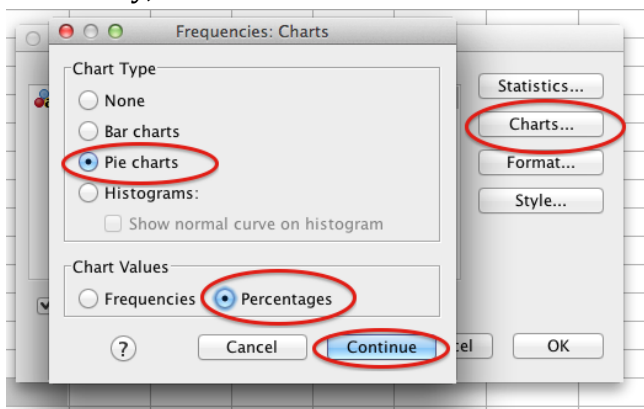 Frequencies: Charts
Chart Type
None
Bar charts
Pie charts
Histograms:
Show normal curve on histogram
Chart Values
Frequencies Percentages
? Cancel Continue
Statistics...
Charts...
Format...
Style...
cel OK